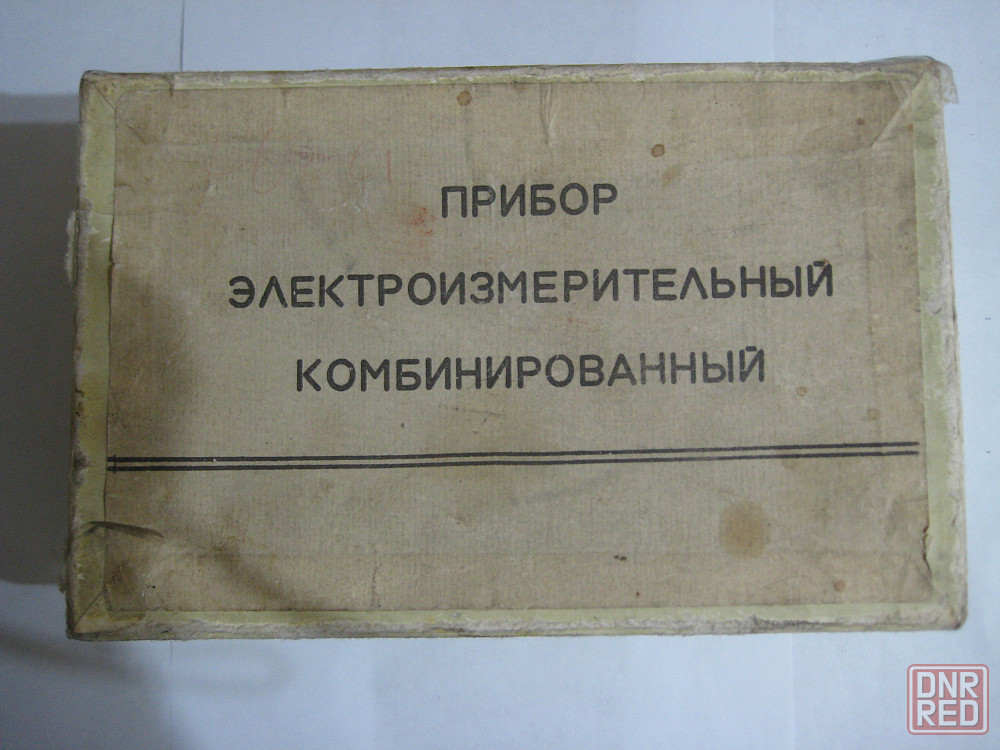 ПРИБОР
ЭЛЕКТРОИЗМЕРИТЕЛЬНЫЙ
КОМБИНИРОВАННЫЙ
DNR
RED